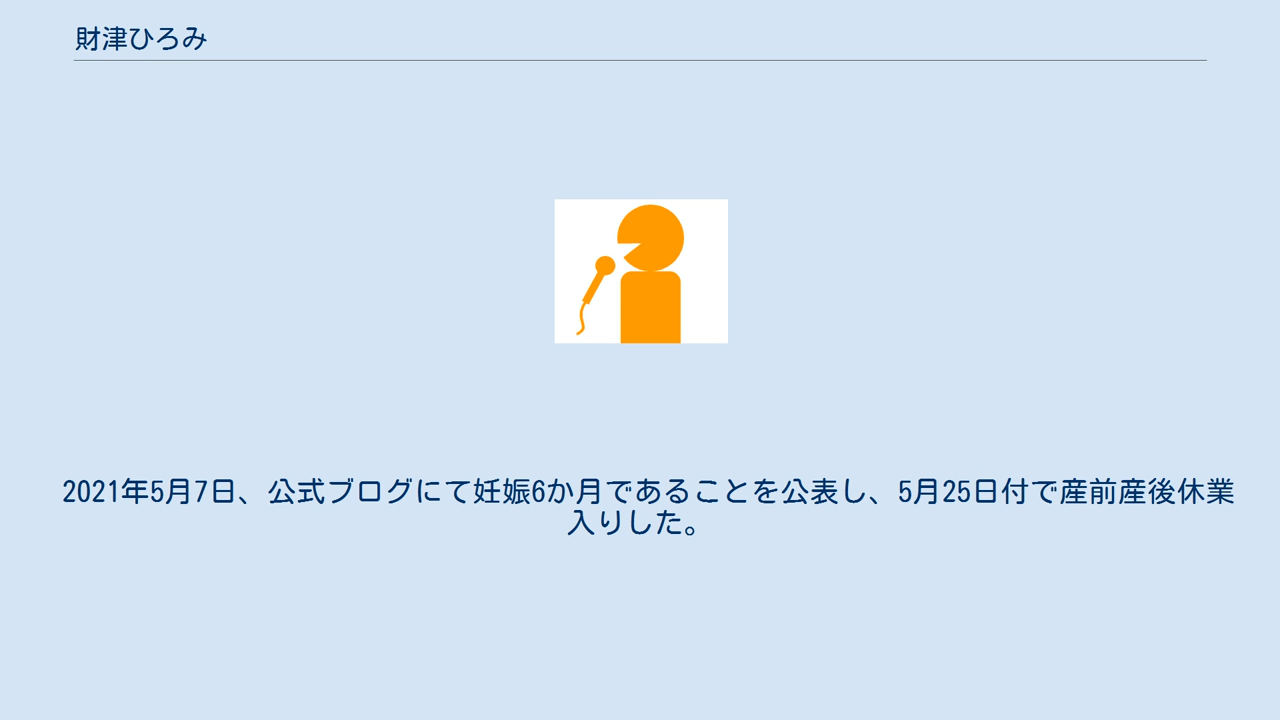 財津ひろみ
2021年5月7日、公式ブログにて妊娠6か月であることを公表し、5月25日付で産前産後休業
入りした。